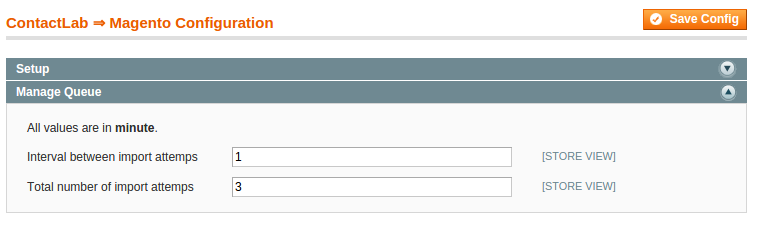 ContactLab ⇒ Magento Configuration
Save Config
Setup
Manage Queue
All values are in minute.
Interval between import attemps 1 [STORE VIEW]
Total number of import attemps 3 [STORE VIEW]